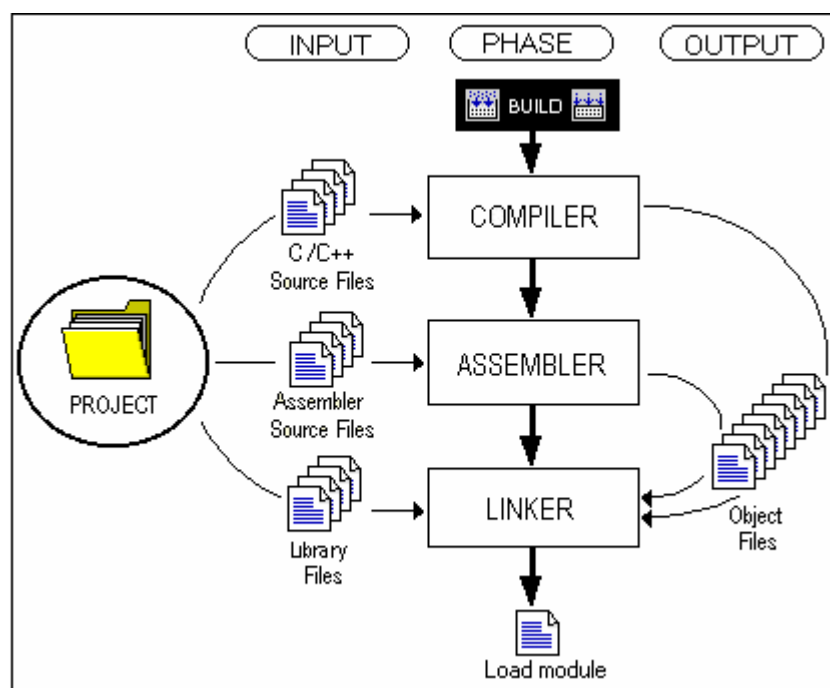 INPUT
PHASE
OUTPUT
BUILD
COMPILER
C/C++
Source Files
ASSEMBLER
PROJECT
Assembler
Source Files
LINKER
Object
Files
Library
Files
Load module